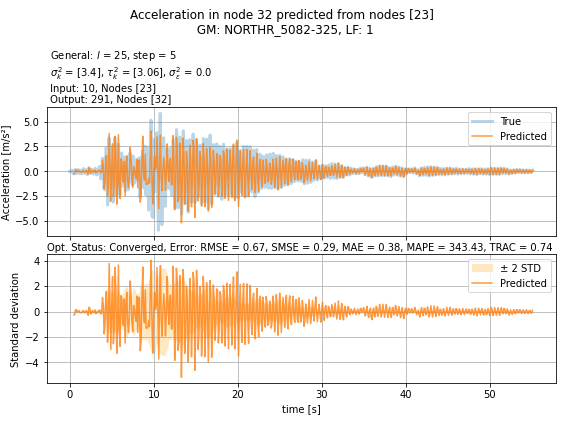 Acceleration in node 32 predicted from nodes [23]
GM: NORTHR_5082-325, LF: 1
General: l = 25, step = 5
σ²ₖ = [3.4], τ²ₖ = [3.06], σ²ε = 0.0
Input: 10, Nodes [23]
Output: 291, Nodes [32]
Acceleration [m/s²]
5.0
2.5
0.0
−2.5
−5.0
True
Predicted
Opt. Status: Converged, Error: RMSE = 0.67, SMSE = 0.29, MAE = 0.38, MAPE = 343.43, TRAC = 0.74
Standard deviation
4
2
0
−2
−4
± 2 STD
Predicted
0 10 20 30 40 50
time [s]